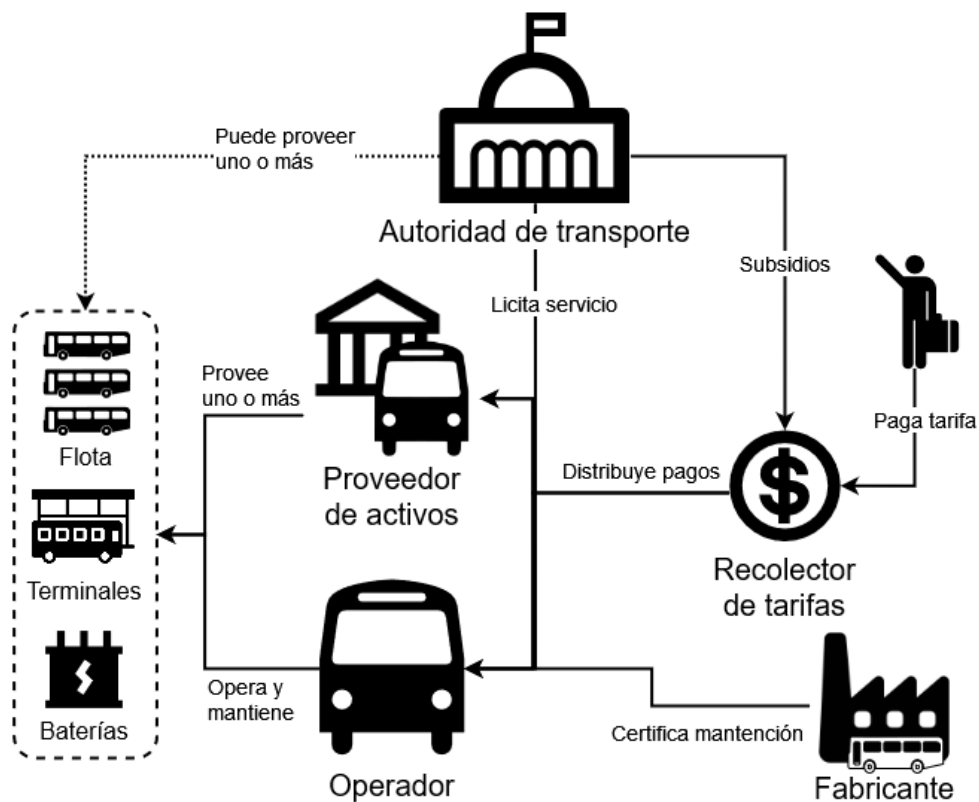 Puede proveer
uno o más
Autoridad de transporte
Subsidios
Licita servicio
Provee
uno o más
Paga tarifa
Flota
Proveedor
de activos
Distribuye pagos
$
Recolector
de tarifas
Terminales
Opera y
mantiene
Baterías
Certifica mantención
Operador
Fabricante